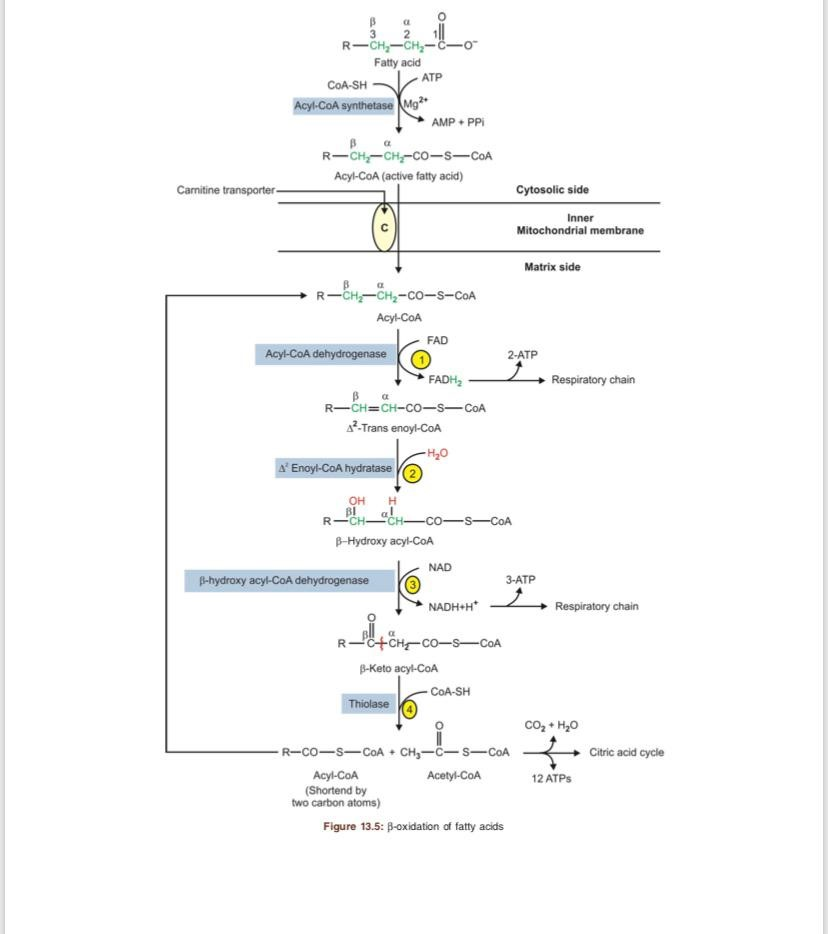 β α O
3 2 1||
R—CH₂—CH₂—C—O⁻
Fatty acid
CoA-SH ATP
Acyl-CoA synthetase Mg²⁺
AMP + PPi
β α
R—CH₂—CH₂—CO—S—CoA
Acyl-CoA (active fatty acid)
Carnitine transporter Cytosolic side
C
Inner
Mitochondrial membrane
Matrix side
β α
R—CH₂—CH₂—CO—S—CoA
Acyl-CoA
FAD
Acyl-CoA dehydrogenase 1 2-ATP
FADH₂ Respiratory chain
β α
R—CH=CH—CO—S—CoA
Δ²-Trans enoyl-CoA
H₂O
Δ² Enoyl-CoA hydratase 2
OH H
β| α|
R—CH—CH—CO—S—CoA
β–Hydroxy acyl-CoA
NAD
β-hydroxy acyl-CoA dehydrogenase 3 3-ATP
NADH+H⁺ Respiratory chain
O
β|| α
R—C—CH₂—CO—S—CoA
β-Keto acyl-CoA
CoA-SH
Thiolase 4
O CO₂ + H₂O
||
R—CO—S—CoA + CH₃—C—S—CoA Citric acid cycle
Acyl-CoA Acetyl-CoA 12 ATPs
(Shortend by
two carbon atoms)
Figure 13.5: β-oxidation of fatty acids